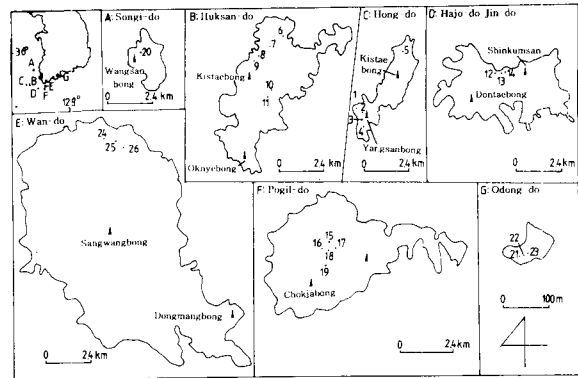 36°
A
C B
G
D E
F
128°
A: Songi-do
20
Wangsan
bong
0 2.4 km
B: Huksan-do
6
7
8
9
10
11
Kistaebong
Oknyebong
0 2.4 km
C: Hong-do
5
Kistae
bong
1
2
3
4
Yangsanbong
0 2.4 km
D: Hajo Jin do
Shinkumsan
12 14
13
Dontaebong
0 2.4 km
E: Wan-do
24
25 26
Sangwangbong
Dongmangbong
0 2.4 km
F: Pogil-do
15
16 17
18
19
Chokjabong
0 2.4 km
G: Odong do
22
21 23
0 100 m